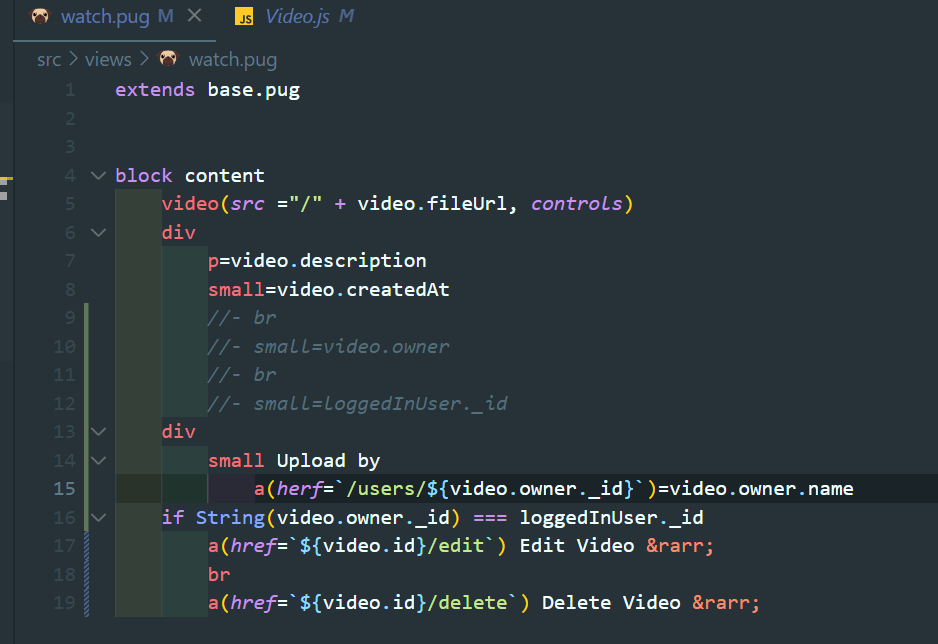 watch.pug M ✕ JS Video.js M
src > views > watch.pug
1 extends base.pug
2
3
4 block content
5 video(src ="/" + video.fileUrl, controls)
6 div
7 p=video.description
8 small=video.createdAt
9 //- br
10 //- small=video.owner
11 //- br
12 //- small=loggedInUser._id
13 div
14 small Upload by
15 a(herf=`/users/${video.owner._id}`)=video.owner.name
16 if String(video.owner._id) === loggedInUser._id
17 a(href=`${video.id}/edit`) Edit Video &rarr;
18 br
19 a(href=`${video.id}/delete`) Delete Video &rarr;